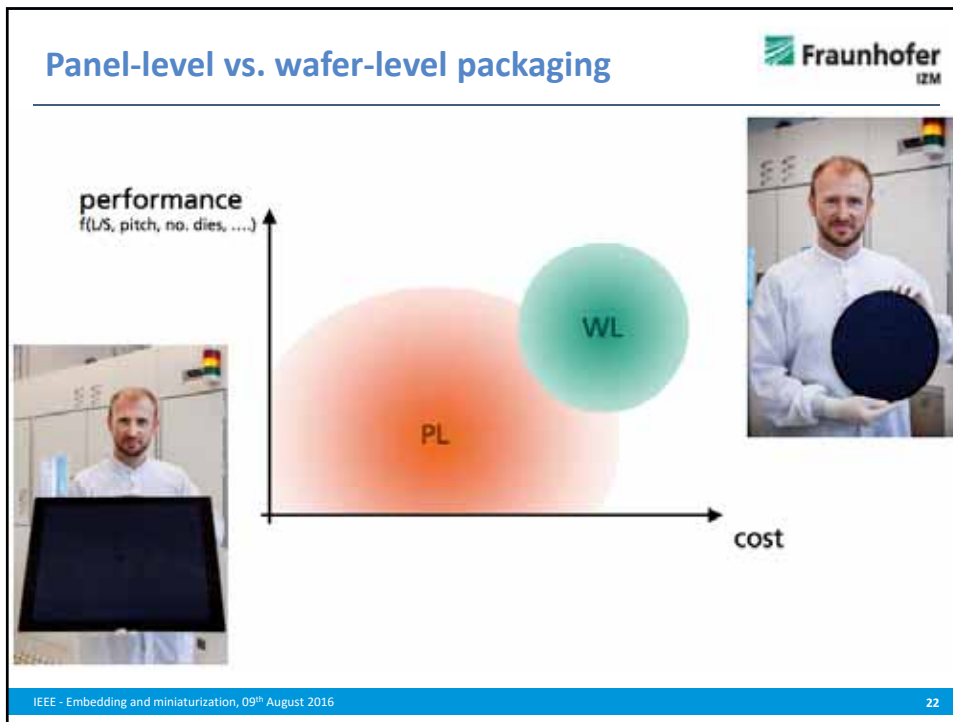 Panel-level vs. wafer-level packaging
Fraunhofer
IZM
performance
f(L/S, pitch, no. dies, ....)
WL
PL
cost
IEEE - Embedding and miniaturization, 09th August 2016
22